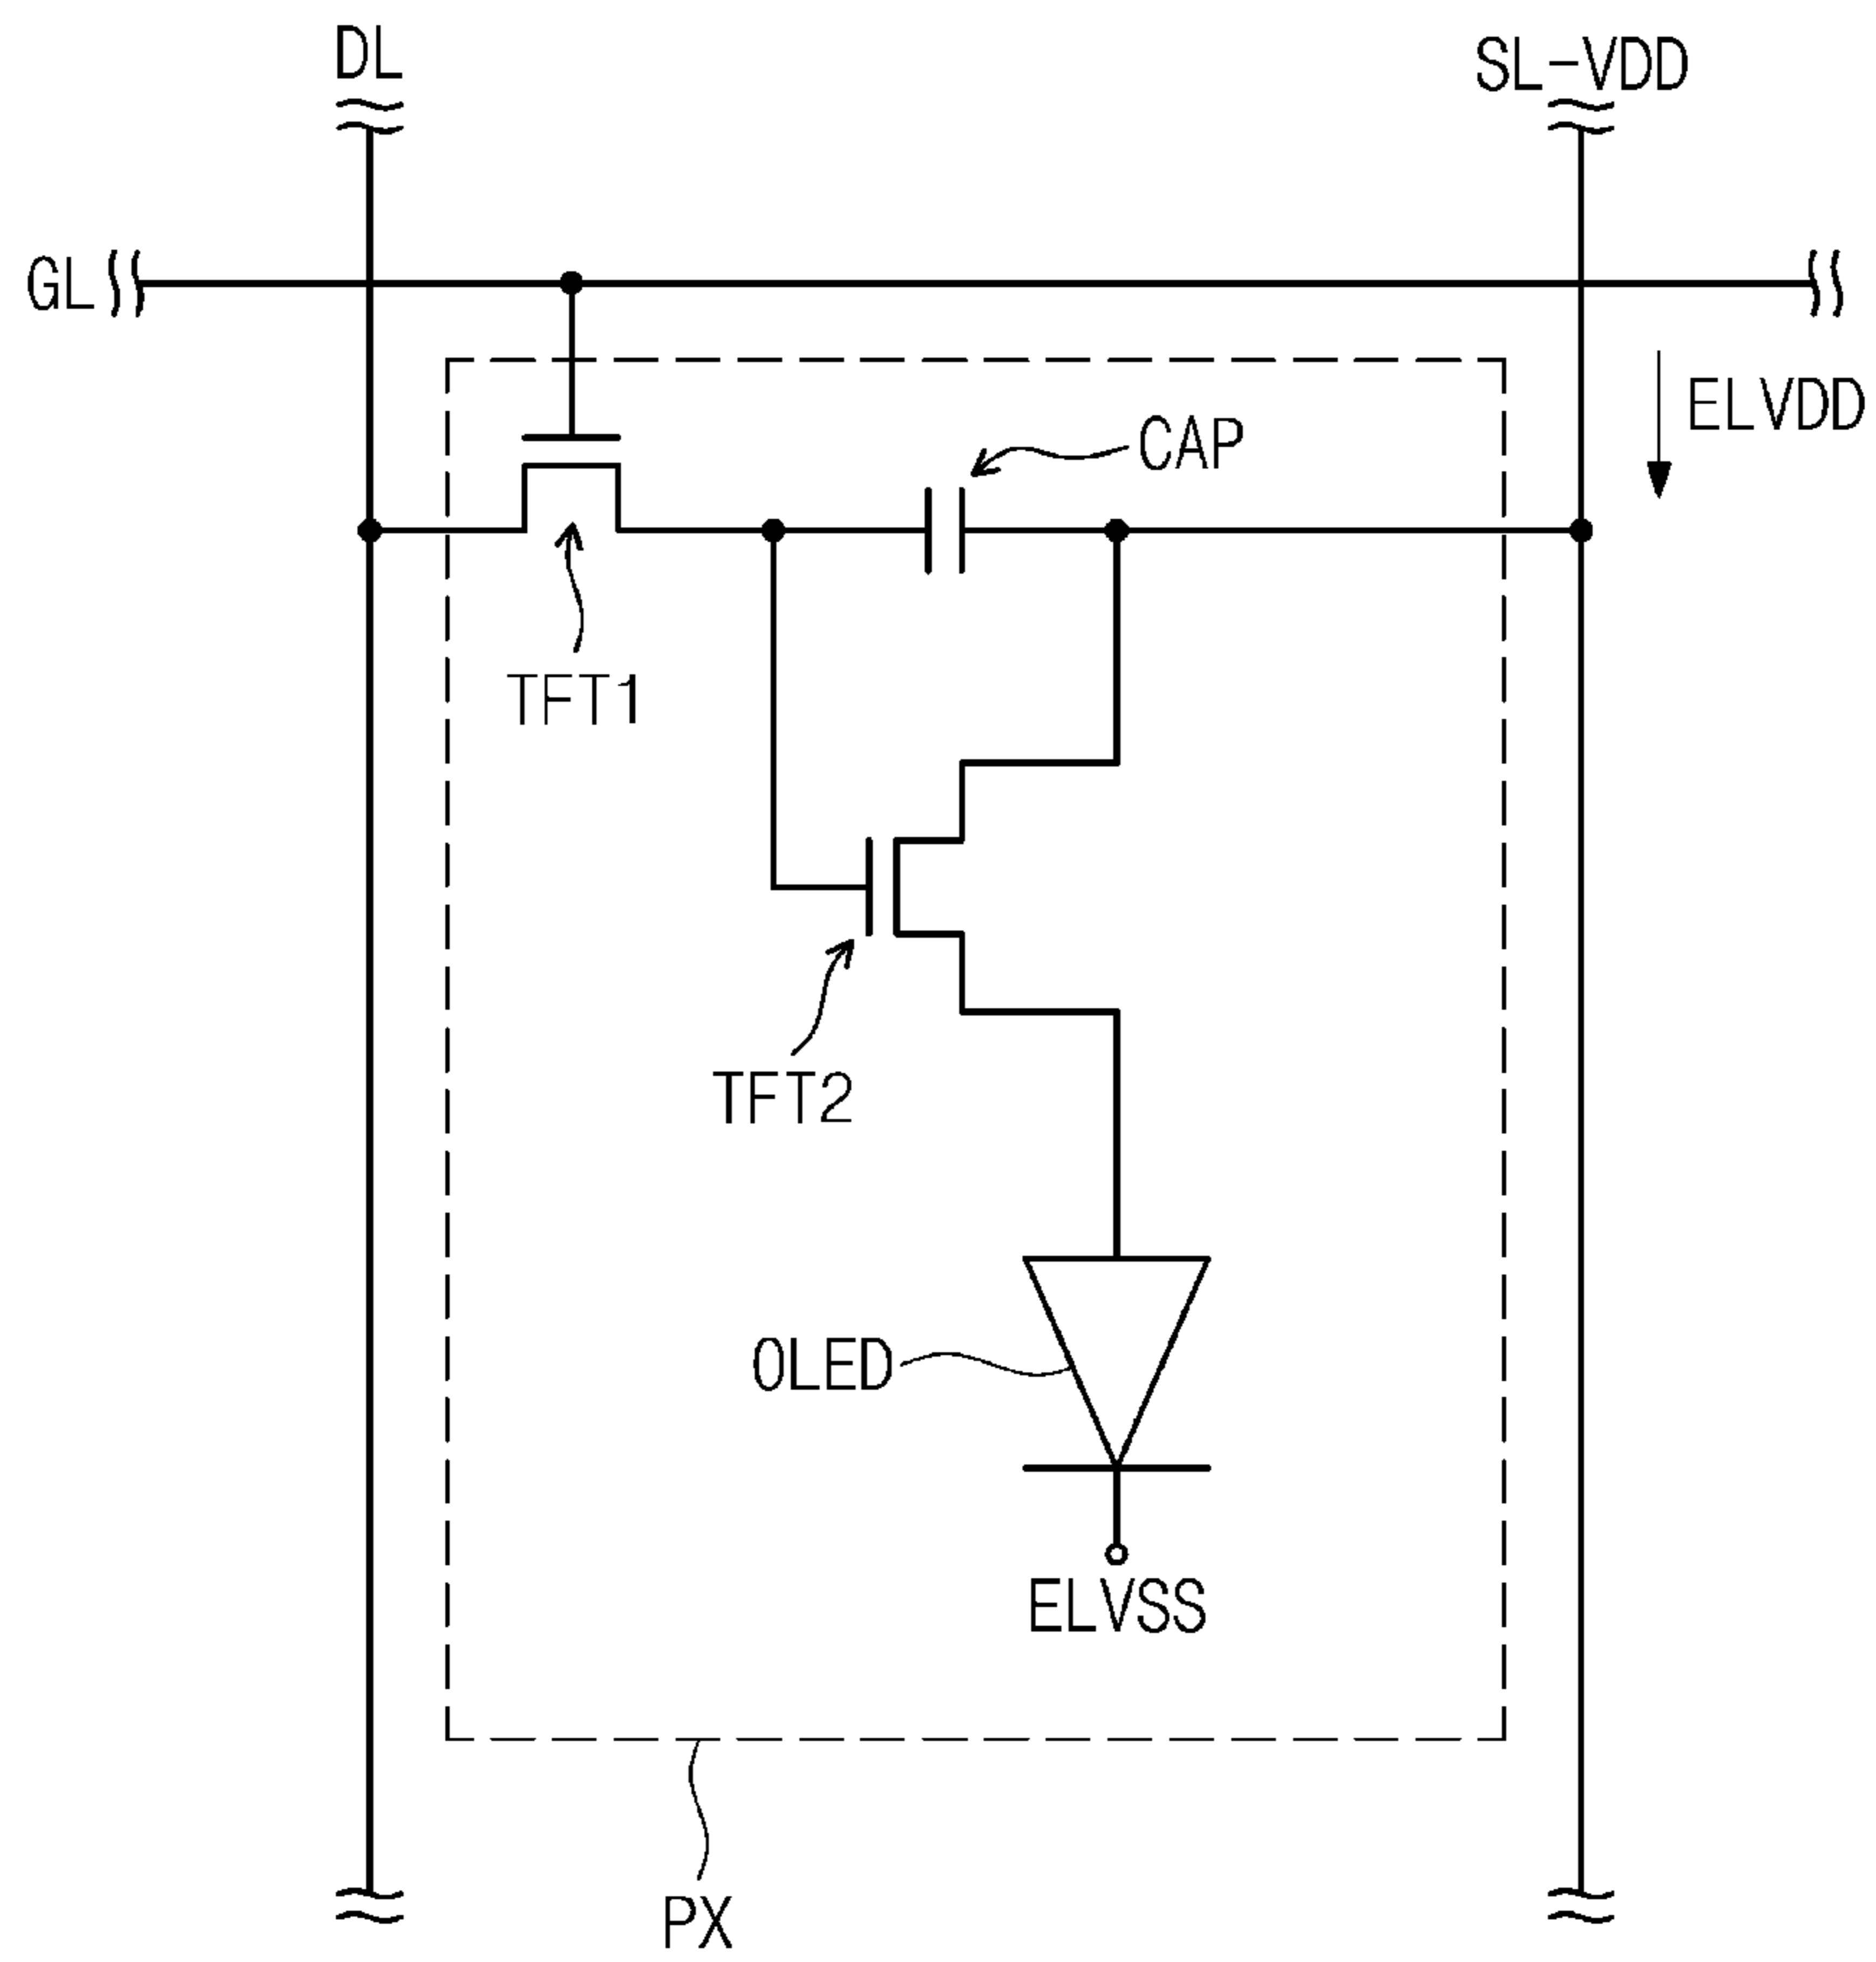 DL
SL-VDD
GL
ELVDD
CAP
TFT1
TFT2
OLED
ELVSS
PX